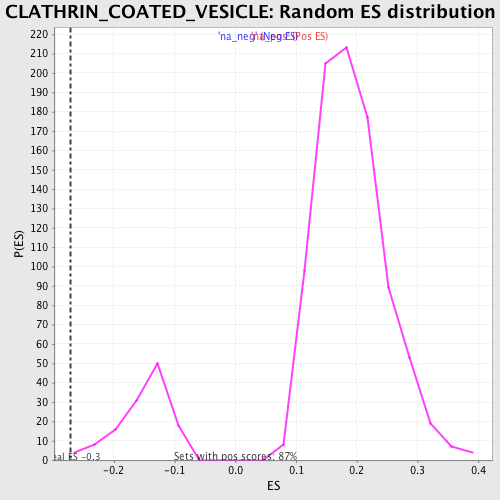 CLATHRIN_COATED_VESICLE: Random ES distribution
'na_neg' (Neg ES)
'na_pos' (Pos ES)
220
210
200
190
180
170
160
150
140
130
120
110
100
90
80
70
60
50
40
30
20
10
0
P(ES)
ES -0.3
Sets with pos scores: 87%
-0.2 -0.1 0.0 0.1 0.2 0.3 0.4
ES